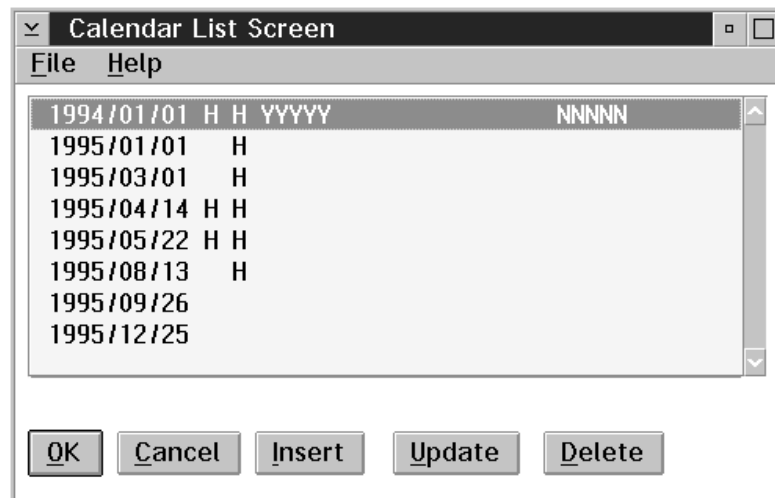 Calendar List Screen
File Help
1994/01/01 H H YYYYY NNNNN
1995/01/01 H
1995/03/01 H
1995/04/14 H H
1995/05/22 H H
1995/08/13 H
1995/09/26
1995/12/25
OK Cancel Insert Update Delete